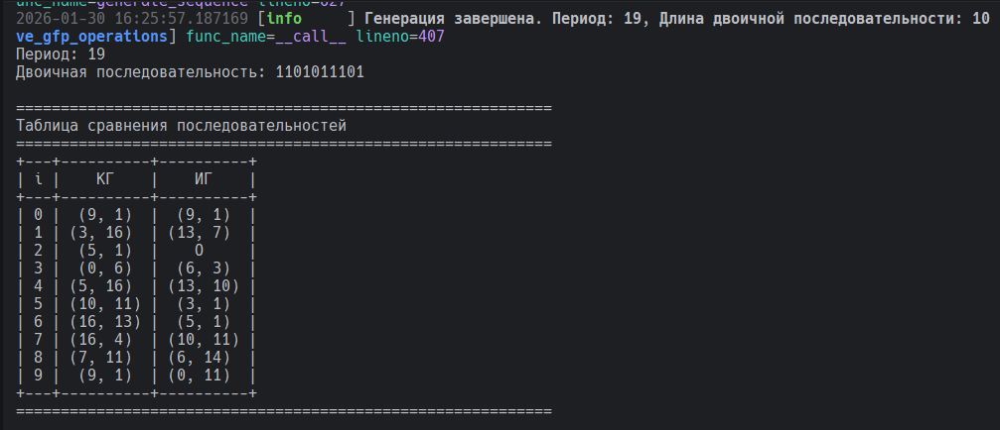 unc_name=generate_sequence lineno=627
2026-01-30 16:25:57.187169 [info     ] Генерация завершена. Период: 19, Длина двоичной последовательности: 10
ve_gfp_operations] func_name=__call__ lineno=407
Период: 19
Двоичная последовательность: 1101011101
============================================================
Таблица сравнения последовательностей
============================================================
+---+----------+----------+
| i |    КГ    |    ИГ    |
+---+----------+----------+
| 0 |  (9, 1)  |  (9, 1)  |
| 1 | (3, 16)  | (13, 7)  |
| 2 |  (5, 1)  |    O     |
| 3 |  (0, 6)  |  (6, 3)  |
| 4 | (5, 16)  | (13, 10) |
| 5 | (10, 11) |  (3, 1)  |
| 6 | (16, 13) |  (5, 1)  |
| 7 | (16, 4)  | (10, 11) |
| 8 | (7, 11)  | (6, 14)  |
| 9 |  (9, 1)  | (0, 11)  |
+---+----------+----------+
============================================================